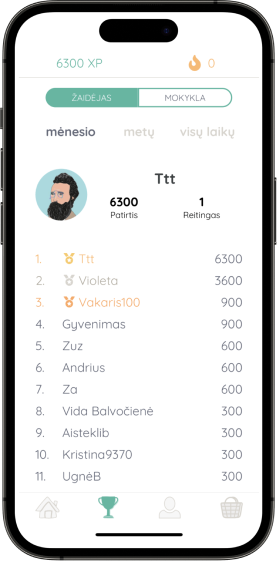 6300 XP 0
ŽAIDĖJAS MOKYKLA
mėnesio metų visų laikų
Ttt
6300 1
Patirtis Reitingas
1. Ttt 6300
2. Violeta 3600
3. Vakaris100 900
4. Gyvenimas 900
5. Zuz 600
6. Andrius 600
7. Za 600
8. Vida Balvočienė 300
9. Aisteklib 300
10. Kristina9370 300
11. UgnėB 300